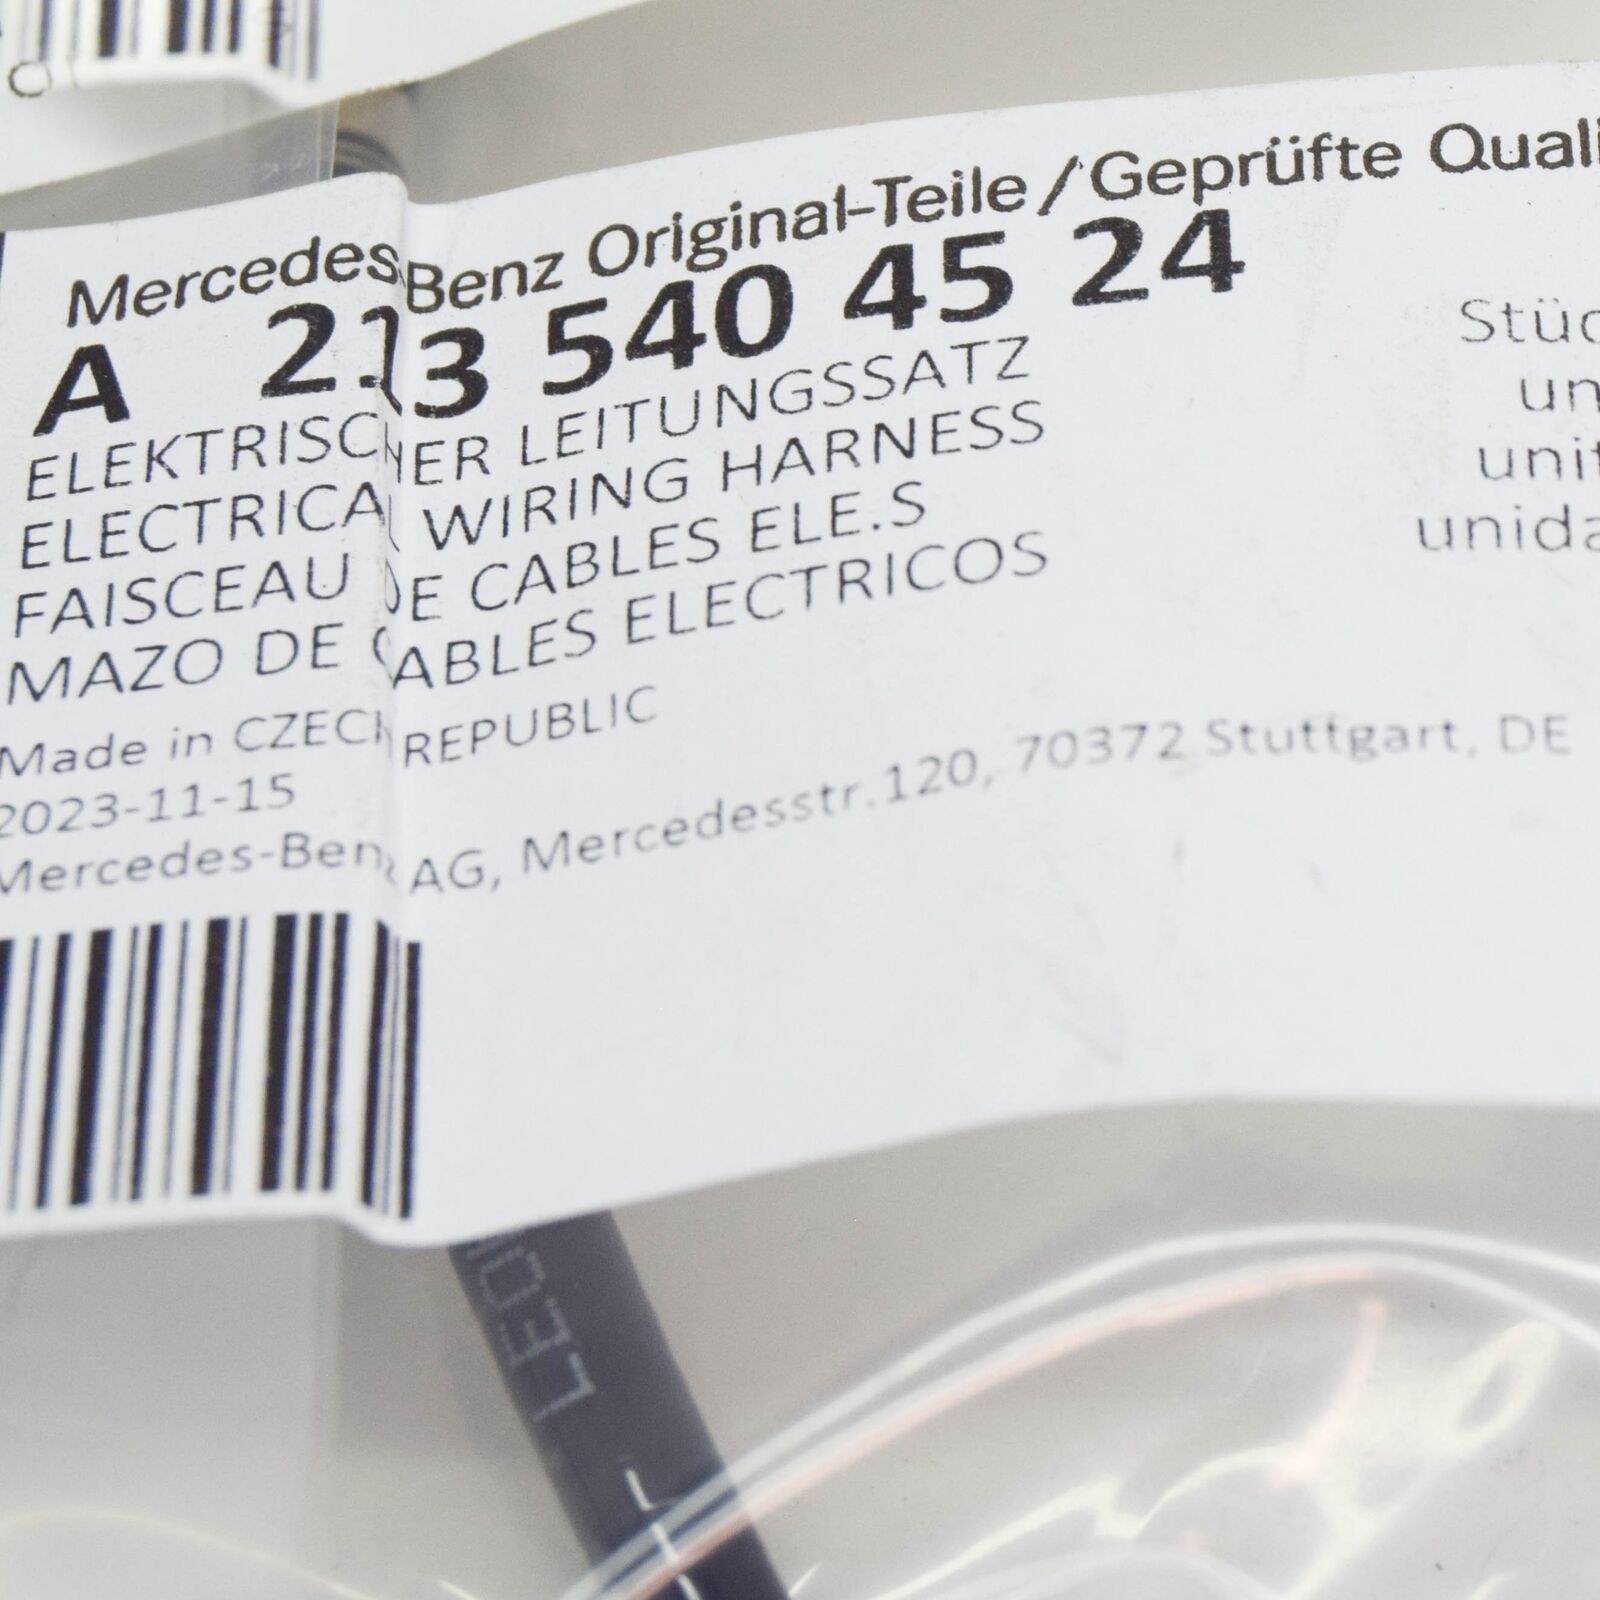 Mercedes-Benz Original-Teile / Geprüfte Quali
A 213 540 45 24
ELEKTRISCHER LEITUNGSSATZ
ELECTRICAL WIRING HARNESS
FAISCEAU DE CABLES ELE.S
MAZO DE CABLES ELECTRICOS
Stüc
un
unit
unida
Made in CZECH REPUBLIC
2023-11-15
Mercedes-Benz AG, Mercedesstr.120, 70372 Stuttgart, DE
LEONI